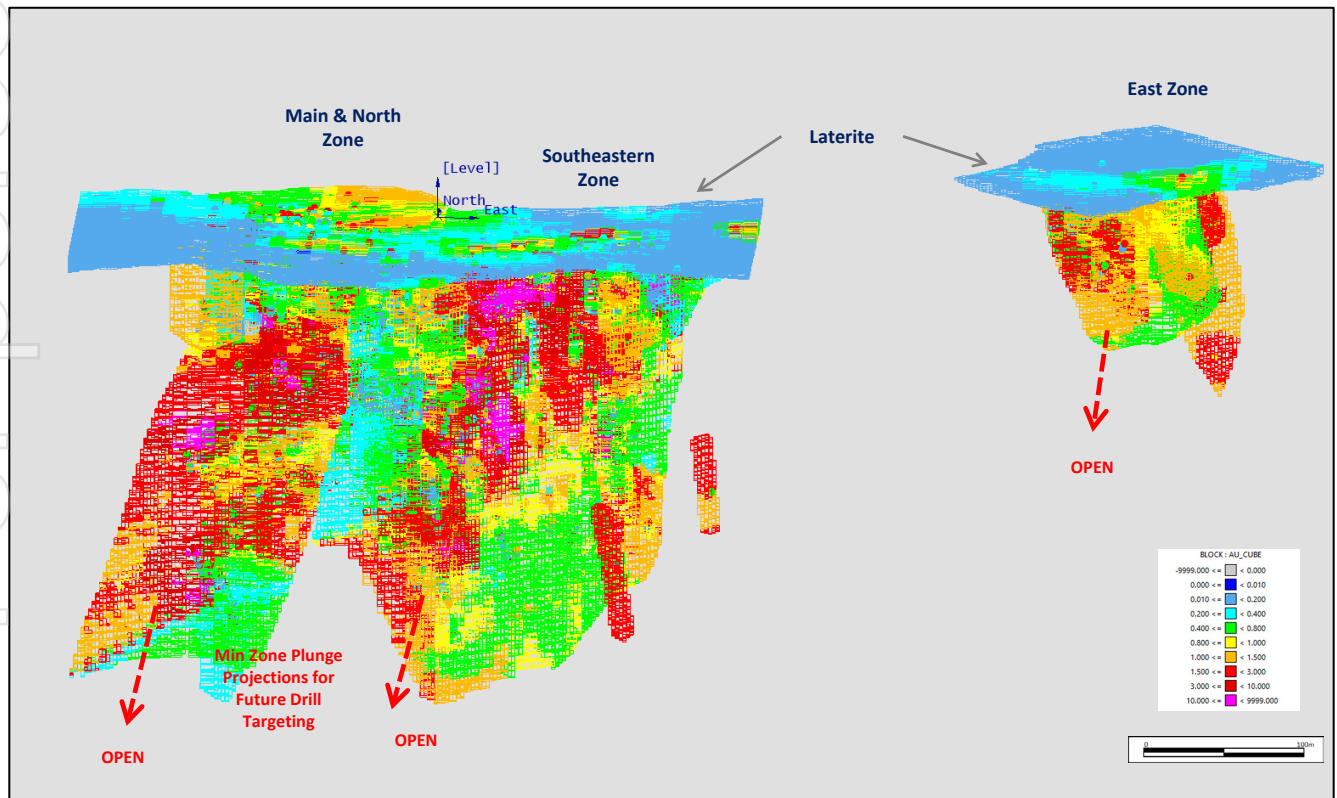 East Zone
Main & North
Zone
Laterite
Southeastern
Zone
[Level]
North
East
OPEN
BLOCK : AU_CUBE
-9999.000 <= < 0.000
0.000 <= < 0.010
0.010 <= < 0.200
0.200 <= < 0.400
0.400 <= < 0.800
0.800 <= < 1.000
1.000 <= < 1.500
1.500 <= < 3.000
3.000 <= < 10.000
10.000 <= < 9999.000
Min Zone Plunge
Projections for
Future Drill
Targeting
OPEN
OPEN
0 100m